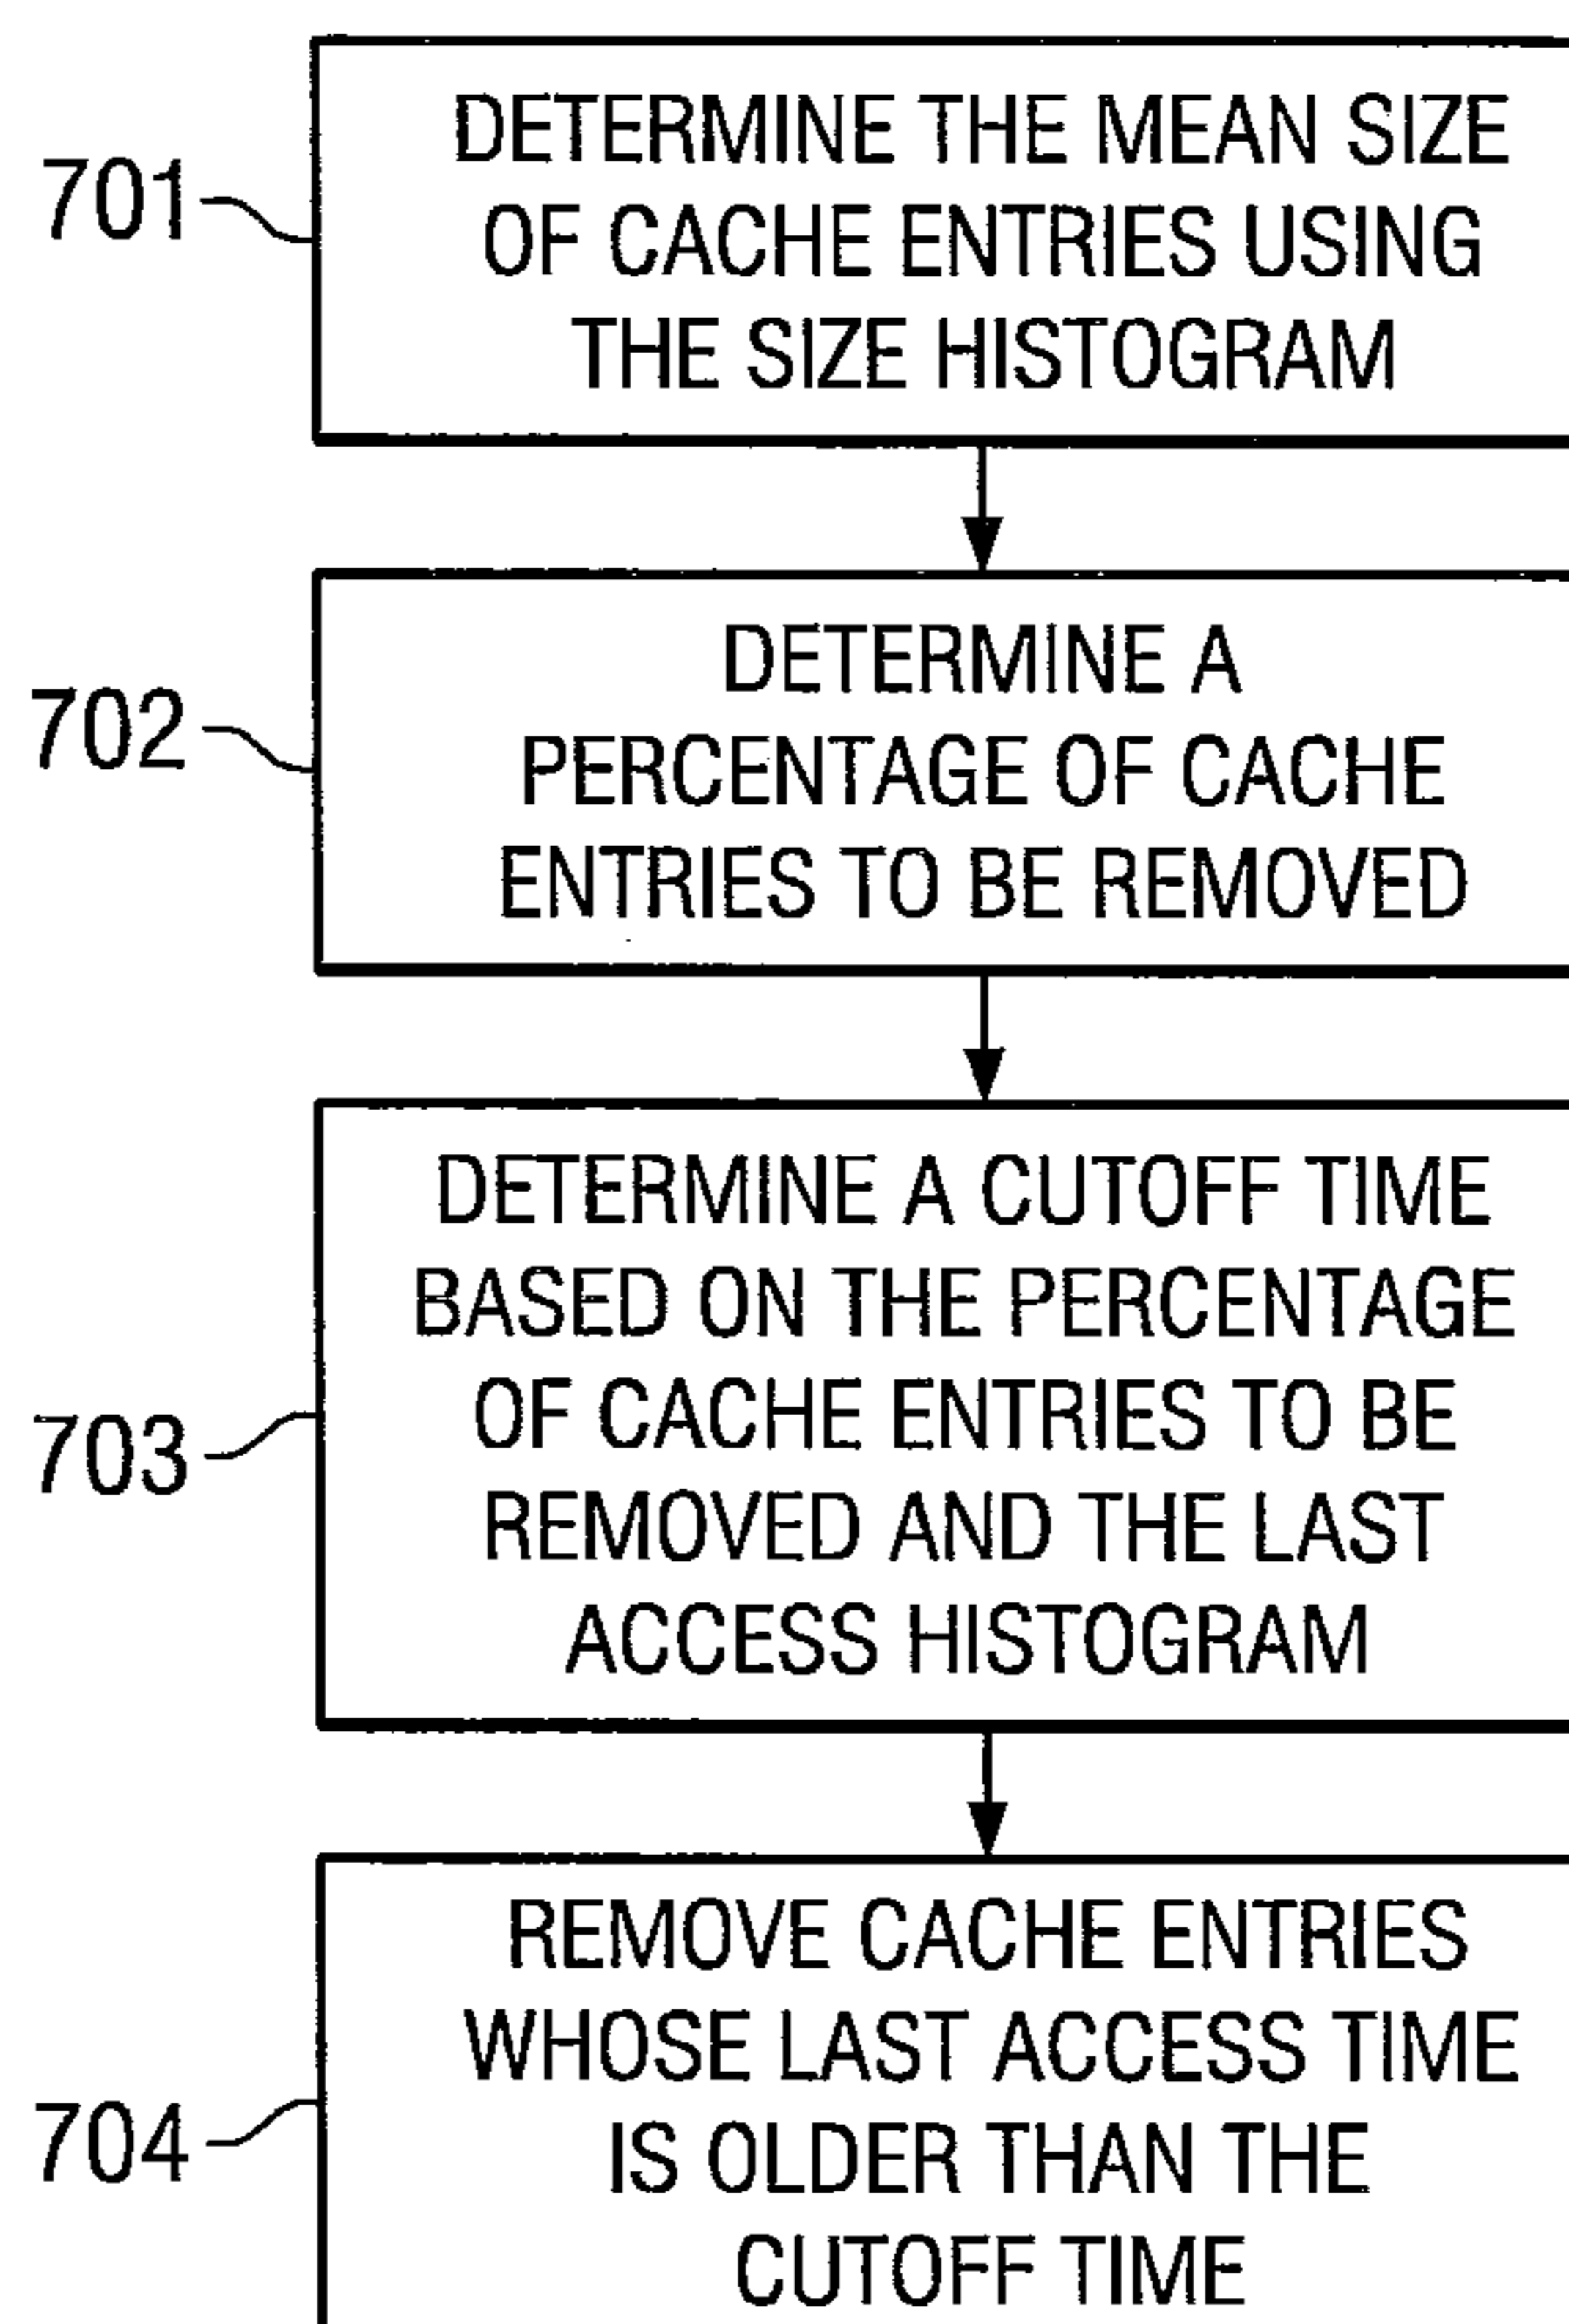 701
DETERMINE THE MEAN SIZE
OF CACHE ENTRIES USING
THE SIZE HISTOGRAM
702
DETERMINE A
PERCENTAGE OF CACHE
ENTRIES TO BE REMOVED
703
DETERMINE A CUTOFF TIME
BASED ON THE PERCENTAGE
OF CACHE ENTRIES TO BE
REMOVED AND THE LAST
ACCESS HISTOGRAM
704
REMOVE CACHE ENTRIES
WHOSE LAST ACCESS TIME
IS OLDER THAN THE
CUTOFF TIME